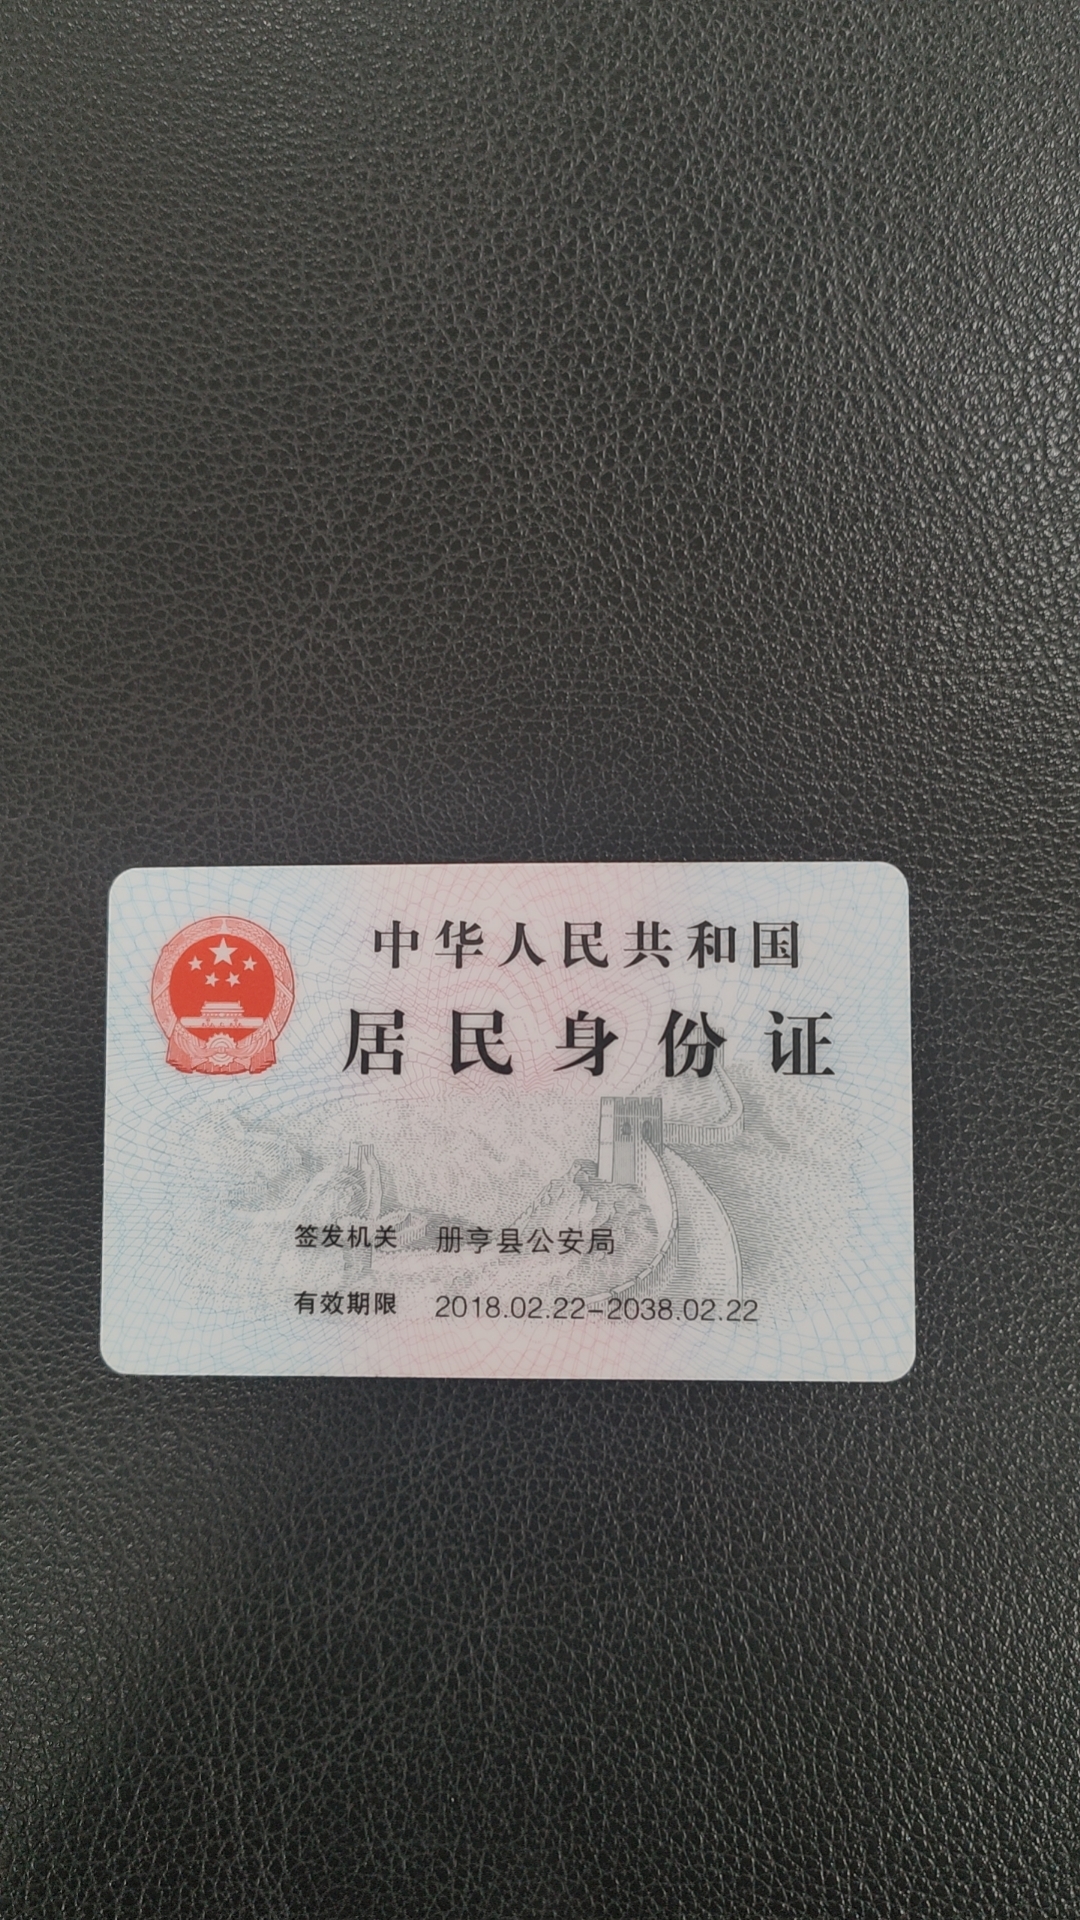 中华人民共和国
居民身份证
签发机关 册亨县公安局
有效期限 2018.02.22-2038.02.22